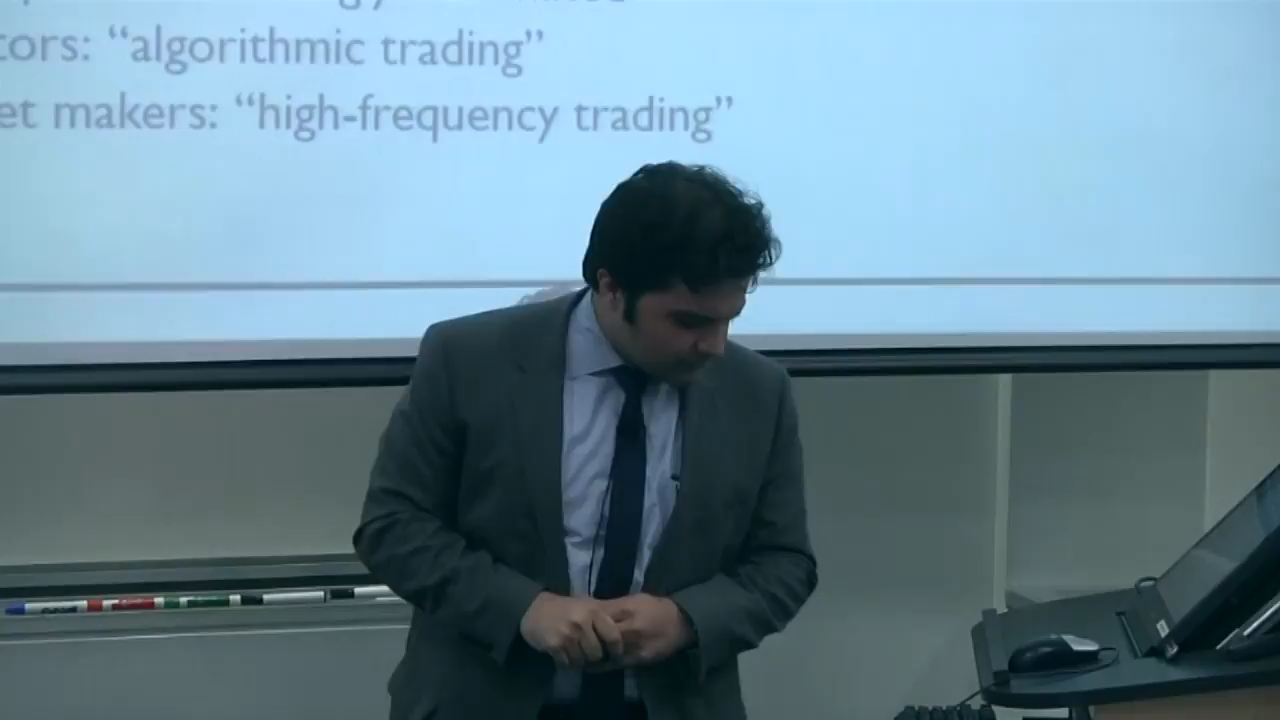 tors: “algorithmic trading”
et makers: “high-frequency trading”